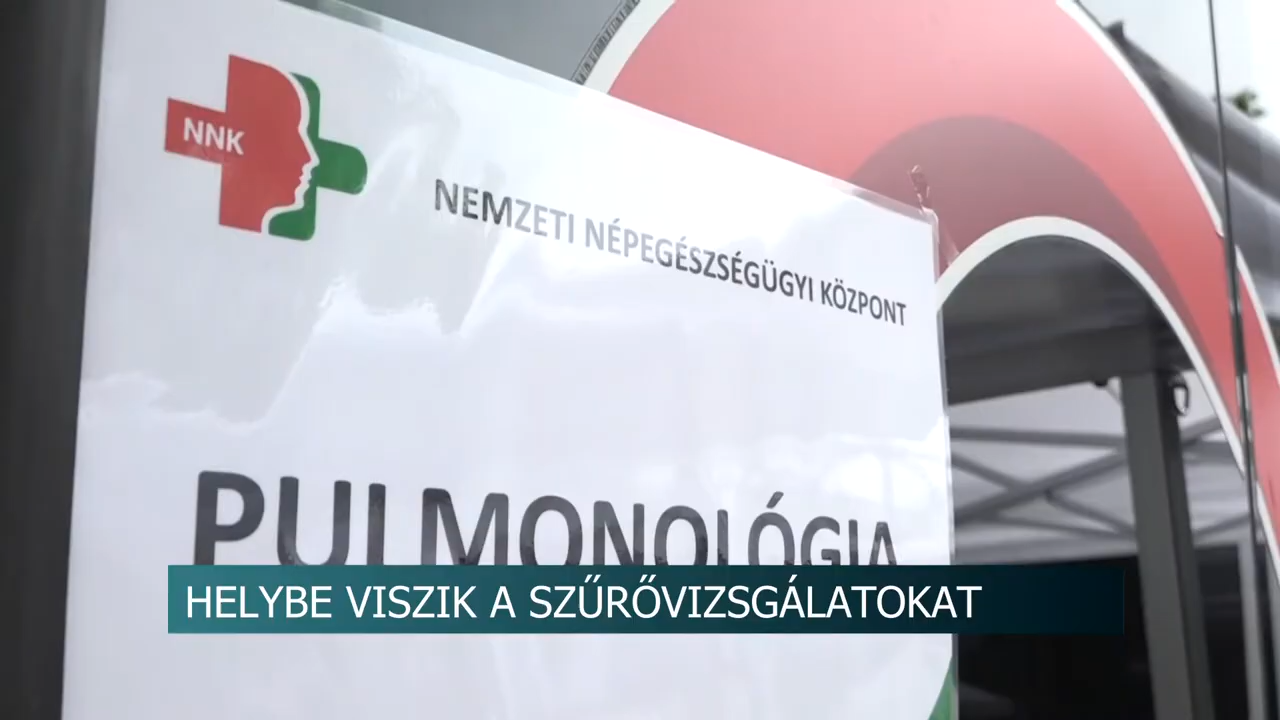 NNK
NEMZETI NÉPEGÉSZSÉGÜGYI KÖZPONT
PULMONOLÓGIA
HELYBE VISZIK A SZŰRŐVIZSGÁLATOKAT